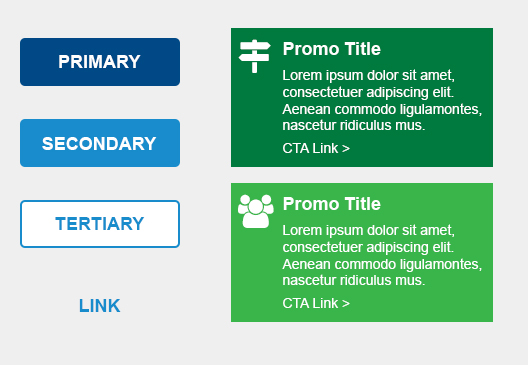 PRIMARY
SECONDARY
TERTIARY
LINK
Promo Title
Lorem ipsum dolor sit amet,
consectetuer adipiscing elit.
Aenean commodo ligulamontes,
nascetur ridiculus mus.
CTA Link >
Promo Title
Lorem ipsum dolor sit amet,
consectetuer adipiscing elit.
Aenean commodo ligulamontes,
nascetur ridiculus mus.
CTA Link >